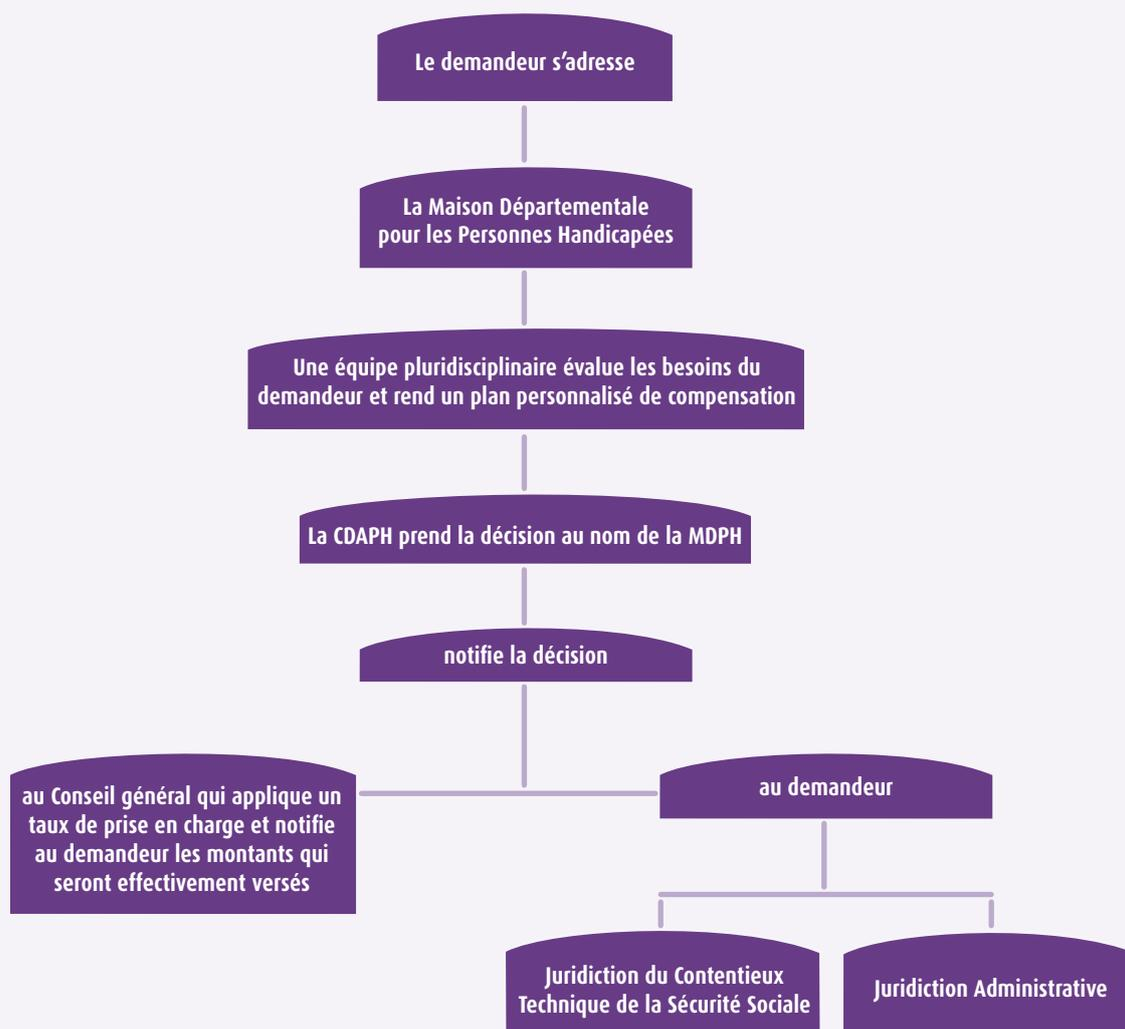 Le demandeur s’adresse
La Maison Départementale
pour les Personnes Handicapées
Une équipe pluridisciplinaire évalue les besoins du
demandeur et rend un plan personnalisé de compensation
La CDAPH prend la décision au nom de la MDPH
notifie la décision
au Conseil général qui applique un
taux de prise en charge et notifie
au demandeur les montants qui
seront effectivement versés
au demandeur
Juridiction du Contentieux
Technique de la Sécurité Sociale
Juridiction Administrative